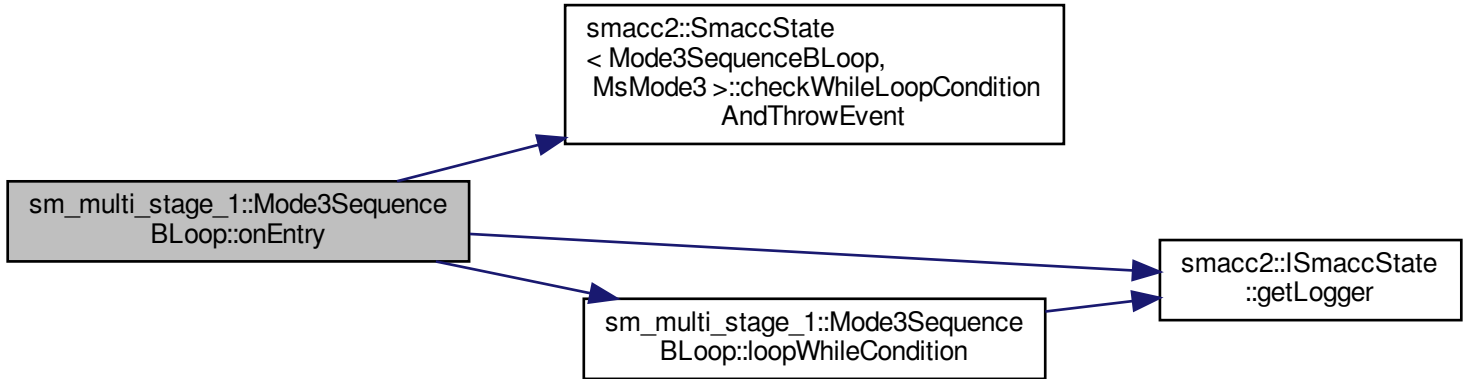 smacc2::SmaccState
< Mode3SequenceBLoop,
MsMode3 >::checkWhileLoopCondition
AndThrowEvent
sm_multi_stage_1::Mode3Sequence
BLoop::onEntry
smacc2::ISmaccState
::getLogger
sm_multi_stage_1::Mode3Sequence
BLoop::loopWhileCondition